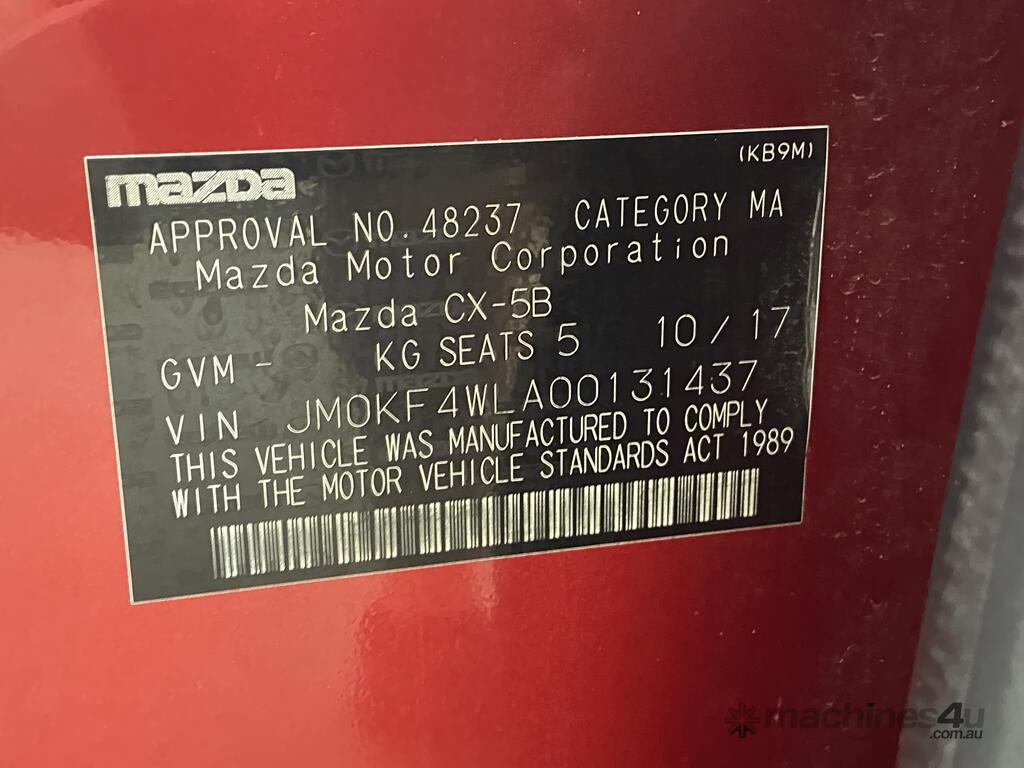 (KB9M)
mazda
APPROVAL NO.48237 CATEGORY MA
Mazda Motor Corporation
Mazda CX-5B
GVM - KG SEATS 5 10/17
VIN JM0KF4WLA00131437
THIS VEHICLE WAS MANUFACTURED TO COMPLY
WITH THE MOTOR VEHICLE STANDARDS ACT 1989
machines4u
.com.au